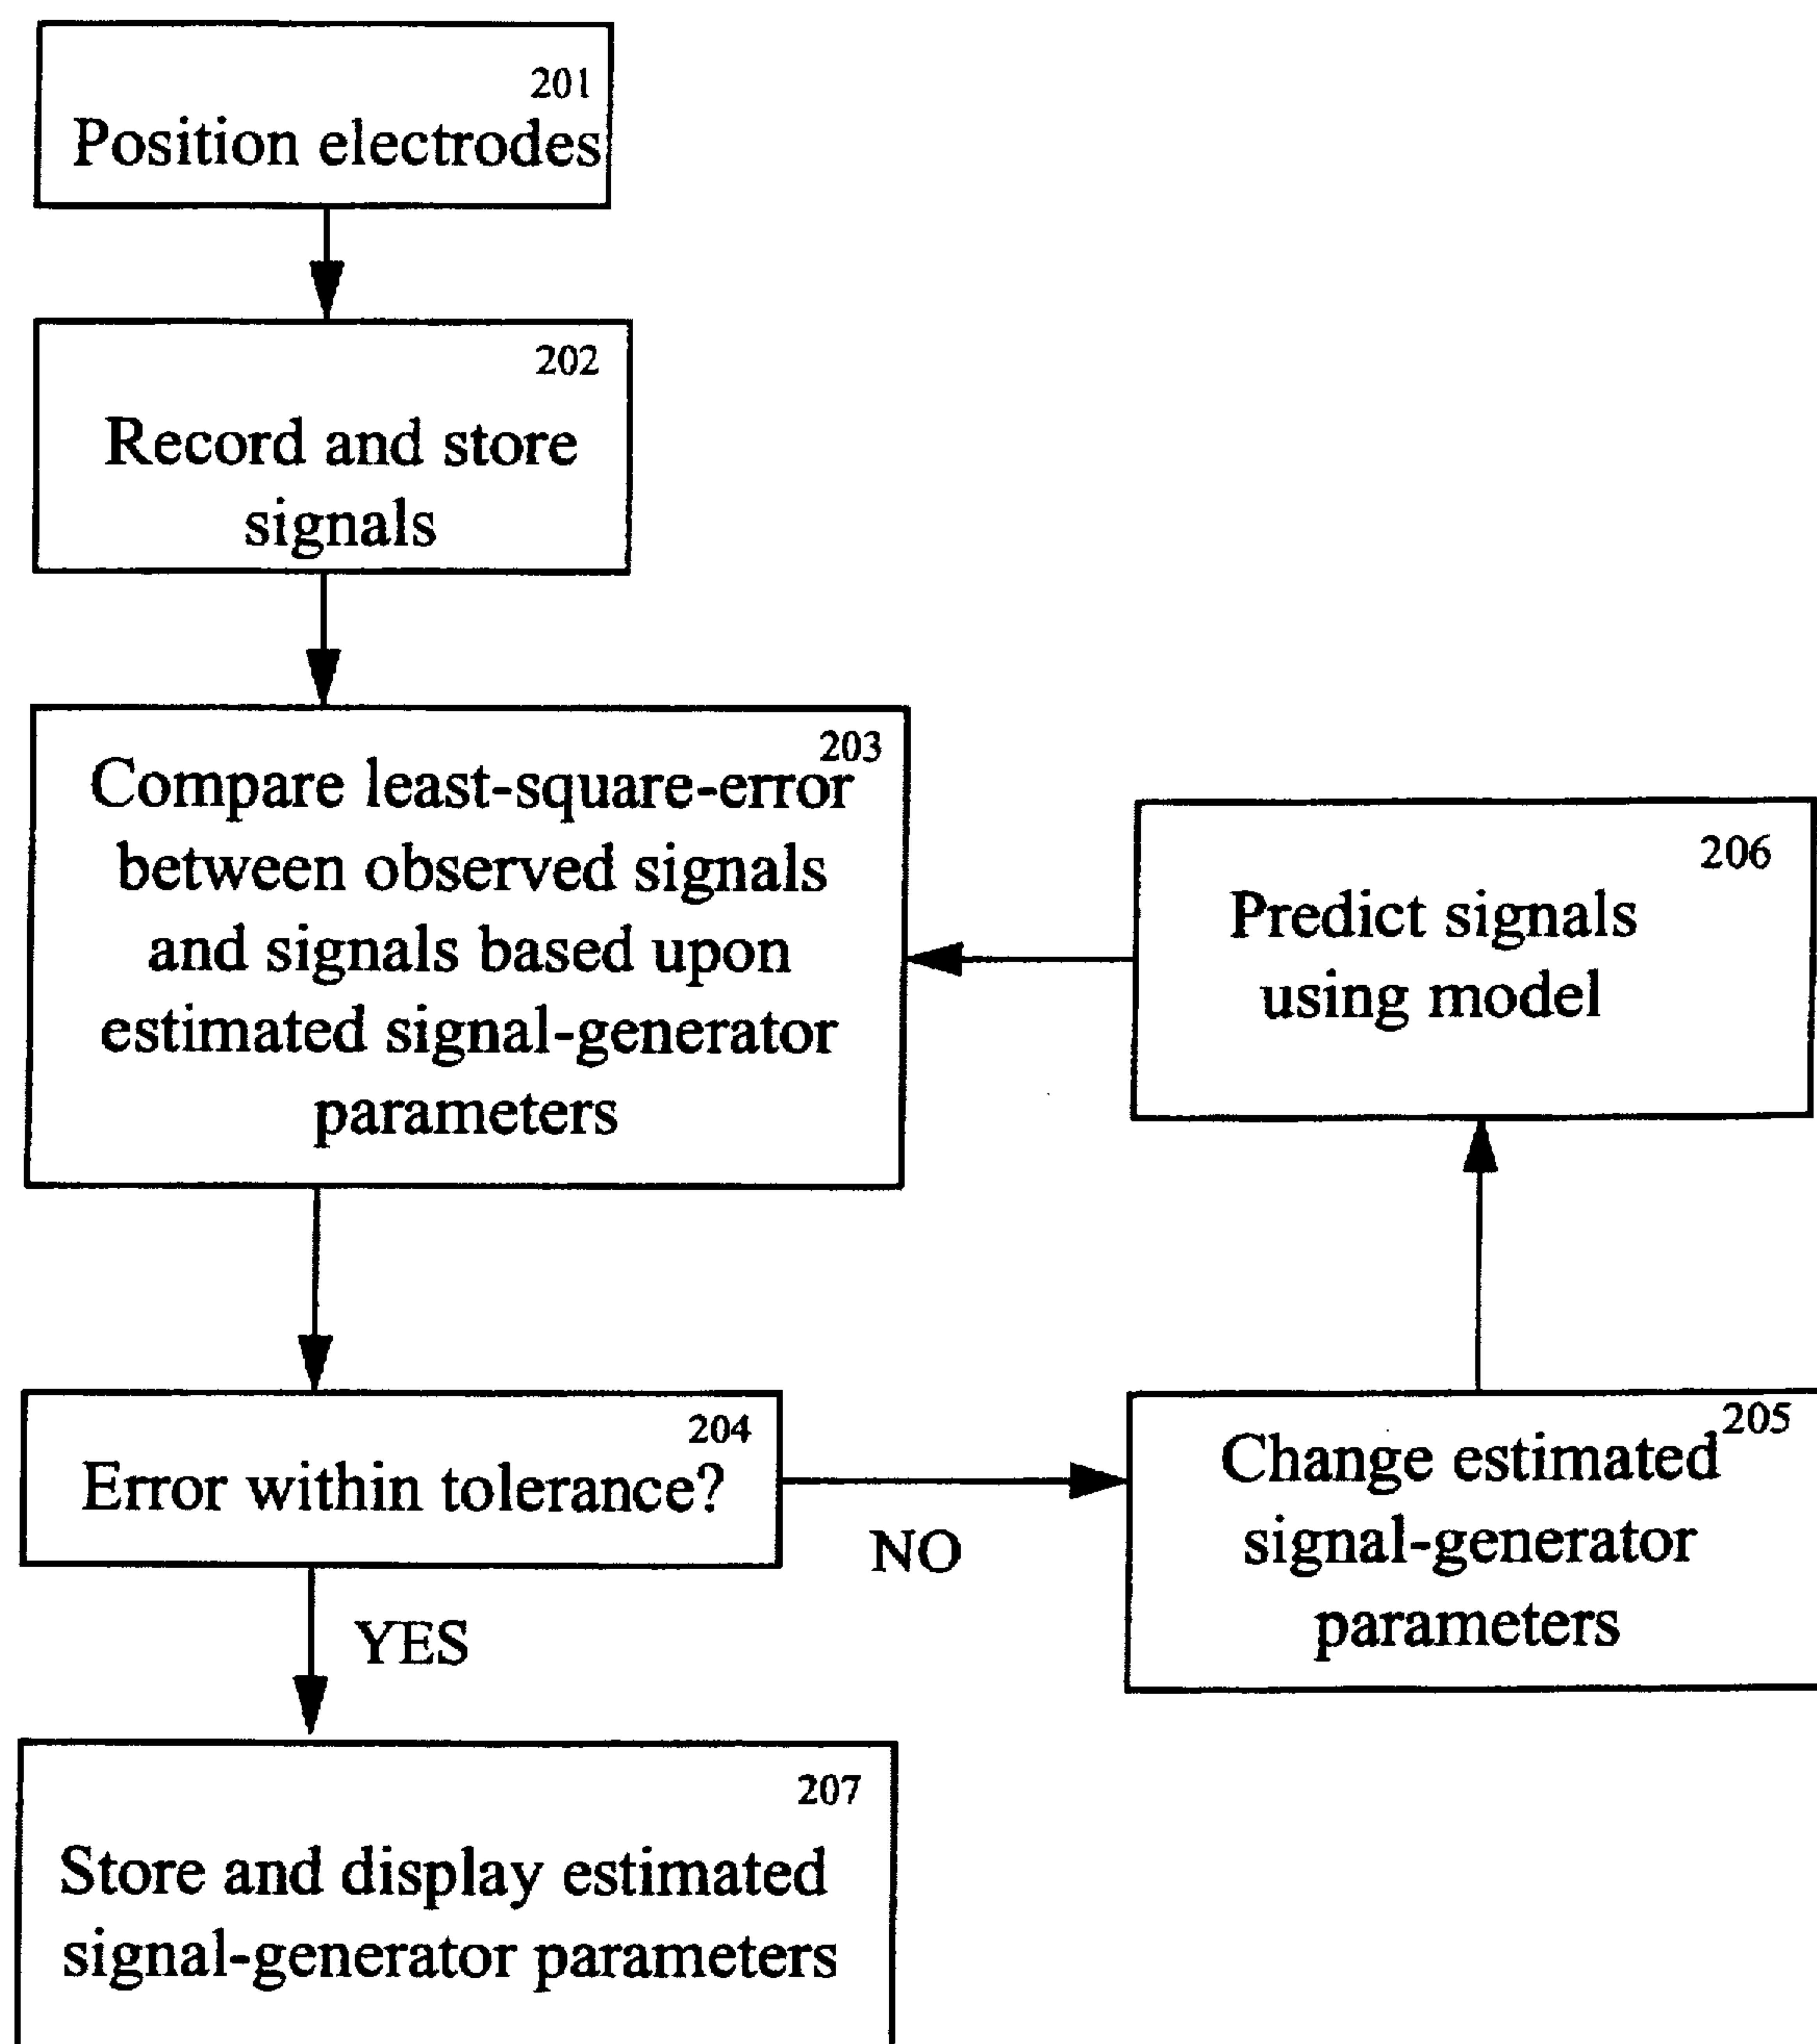 201
Position electrodes
202
Record and store
signals
203
Compare least-square-error
between observed signals
and signals based upon
estimated signal-generator
parameters
206
Predict signals
using model
204
Error within tolerance?
NO
205
Change estimated
signal-generator
parameters
YES
207
Store and display estimated
signal-generator parameters